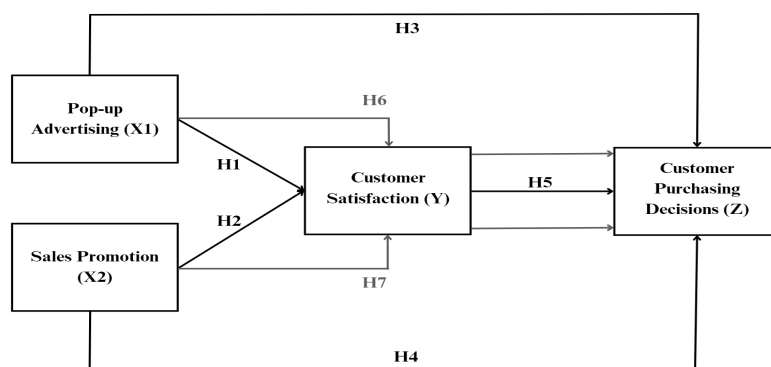 H3
Pop-up
Advertising (X1)
H6
H1
Customer
Satisfaction (Y)
H5
Customer
Purchasing
Decisions (Z)
H2
Sales Promotion
(X2)
H7
H4